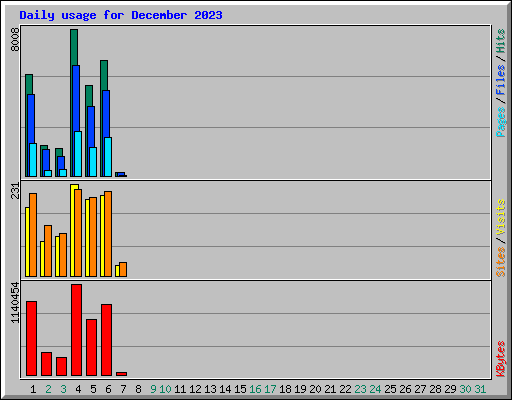 Daily usage for December 2023
8008
231
1140454
Pages/Files/Hits
Sites/Visits
KBytes
1 2 3 4 5 6 7 8 9 10 11 12 13 14 15 16 17 18 19 20 21 22 23 24 25 26 27 28 29 30 31